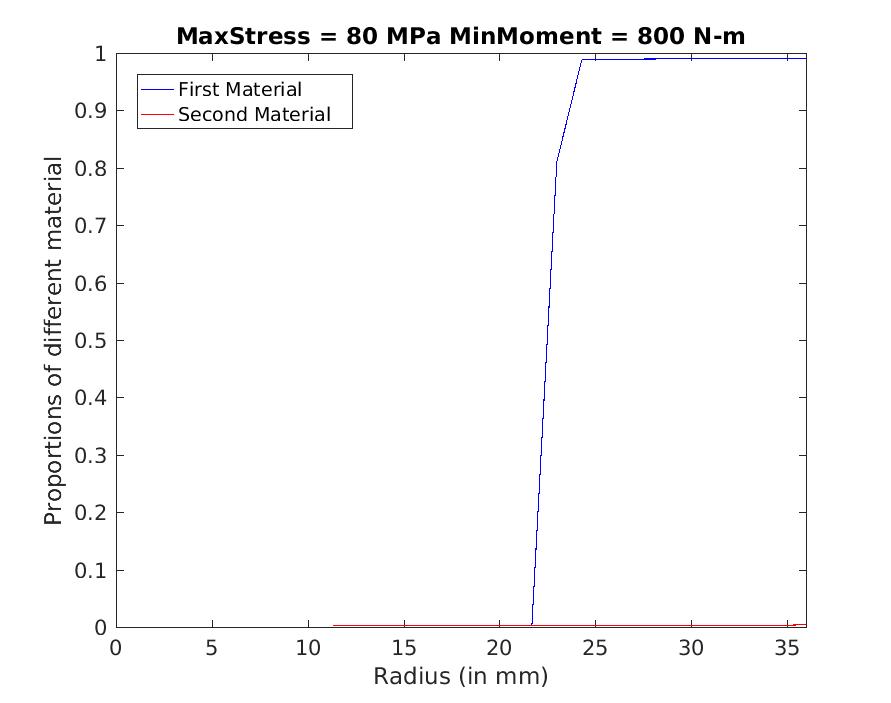 MaxStress = 80 MPa MinMoment = 800 N-m
First Material
Second Material
Proportions of different material
1
0.9
0.8
0.7
0.6
0.5
0.4
0.3
0.2
0.1
0
0 5 10 15 20 25 30 35
Radius (in mm)